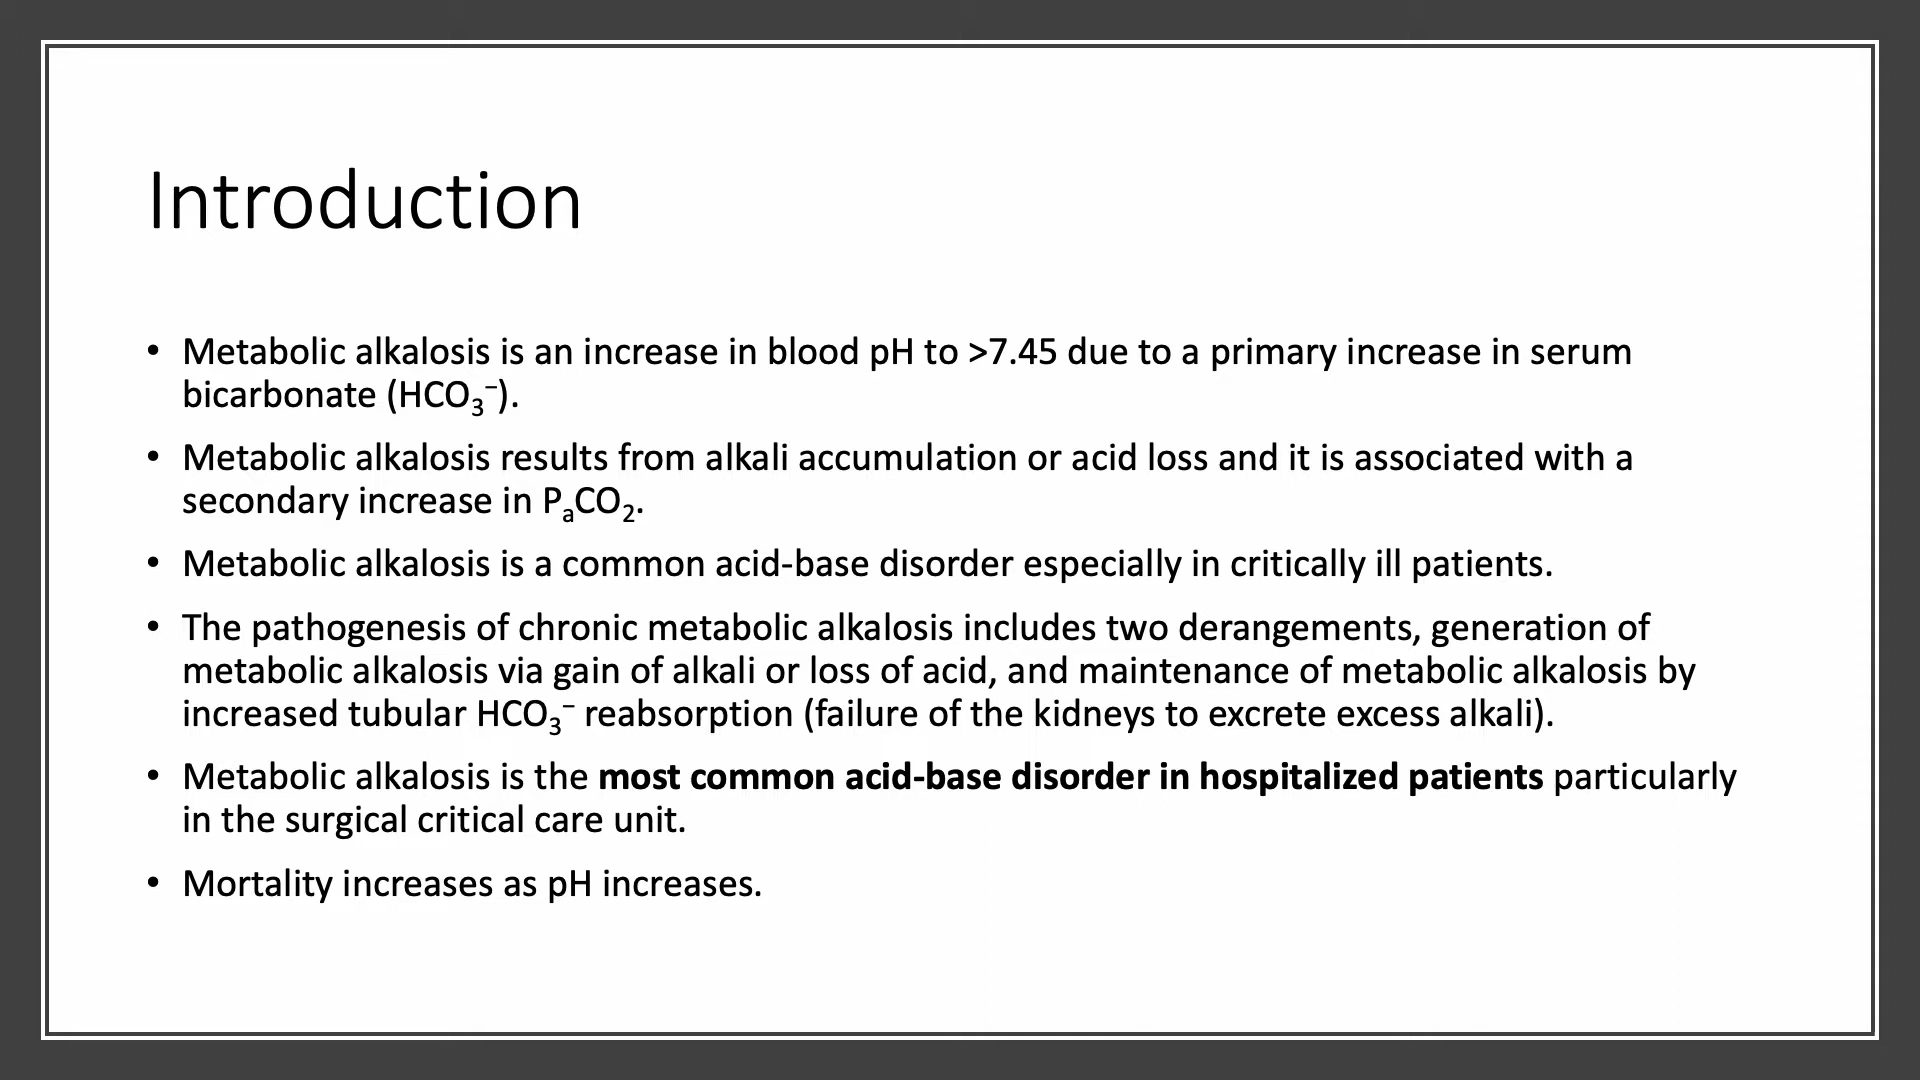 Introduction
• Metabolic alkalosis is an increase in blood pH to >7.45 due to a primary increase in serum
bicarbonate (HCO₃⁻).
• Metabolic alkalosis results from alkali accumulation or acid loss and it is associated with a
secondary increase in PₐCO₂.
• Metabolic alkalosis is a common acid-base disorder especially in critically ill patients.
• The pathogenesis of chronic metabolic alkalosis includes two derangements, generation of
metabolic alkalosis via gain of alkali or loss of acid, and maintenance of metabolic alkalosis by
increased tubular HCO₃⁻ reabsorption (failure of the kidneys to excrete excess alkali).
• Metabolic alkalosis is the most common acid-base disorder in hospitalized patients particularly
in the surgical critical care unit.
• Mortality increases as pH increases.